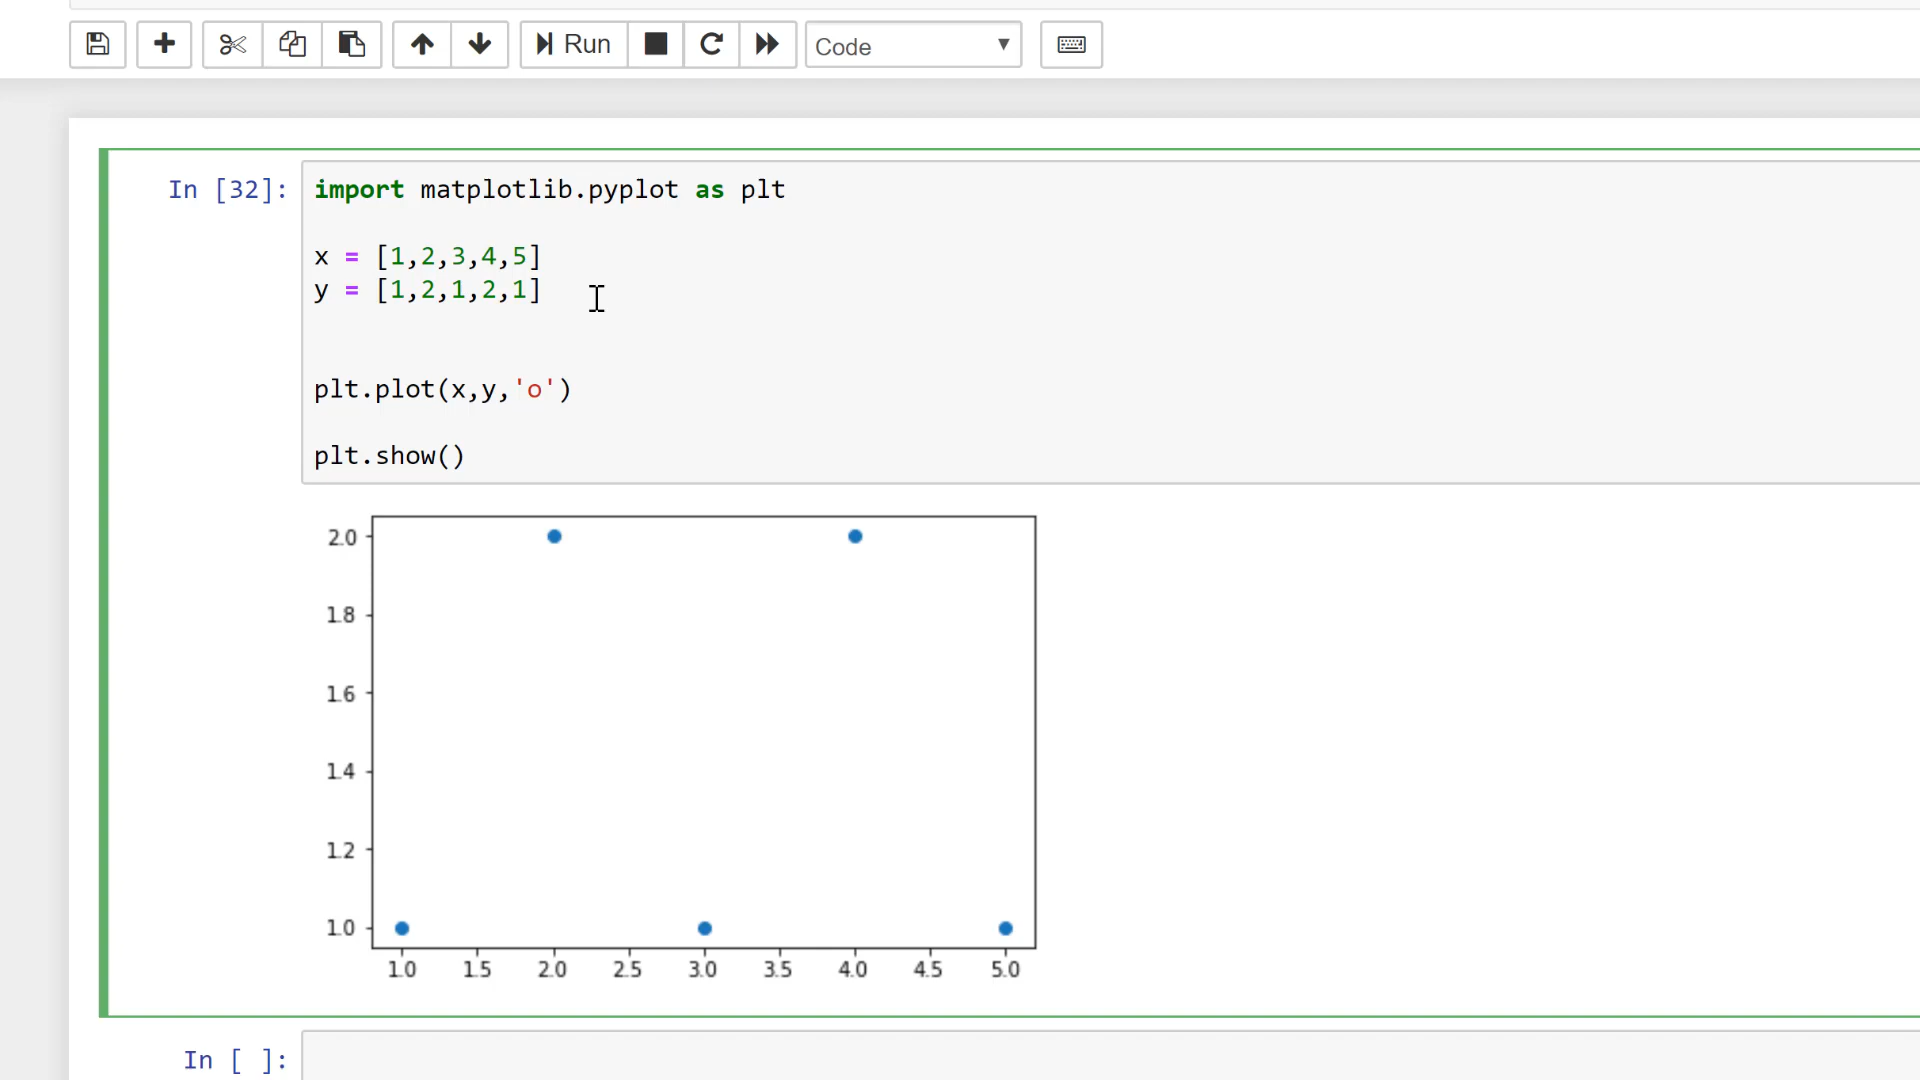 Run
Code
In [32]:
import matplotlib.pyplot as plt
x = [1,2,3,4,5]
y = [1,2,1,2,1]
plt.plot(x,y,'o')
plt.show()
2.0
1.8
1.6
1.4
1.2
1.0
1.0 1.5 2.0 2.5 3.0 3.5 4.0 4.5 5.0
In [ ]: